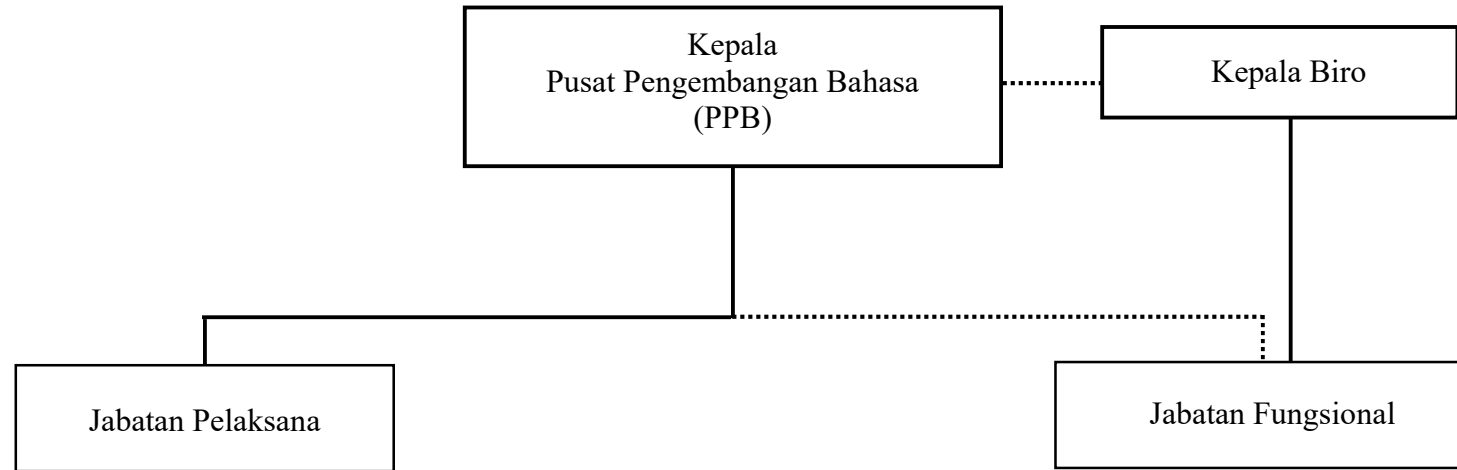 Kepala
Pusat Pengembangan Bahasa
(PPB)
Kepala Biro
Jabatan Pelaksana
Jabatan Fungsional